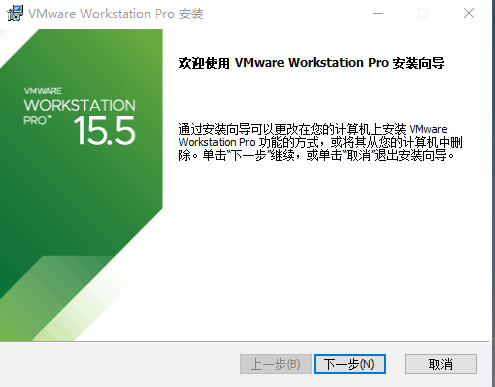 VMware Workstation Pro 安装
VMWARE
WORKSTATION
PRO™ 15.5
欢迎使用 VMware Workstation Pro 安装向导
通过安装向导可以更改在您的计算机上安装 VMware
Workstation Pro 功能的方式，或将其从您的计算机中删
除。单击“下一步”继续，或单击“取消”退出安装向导。
上一步(B) 下一步(N) 取消